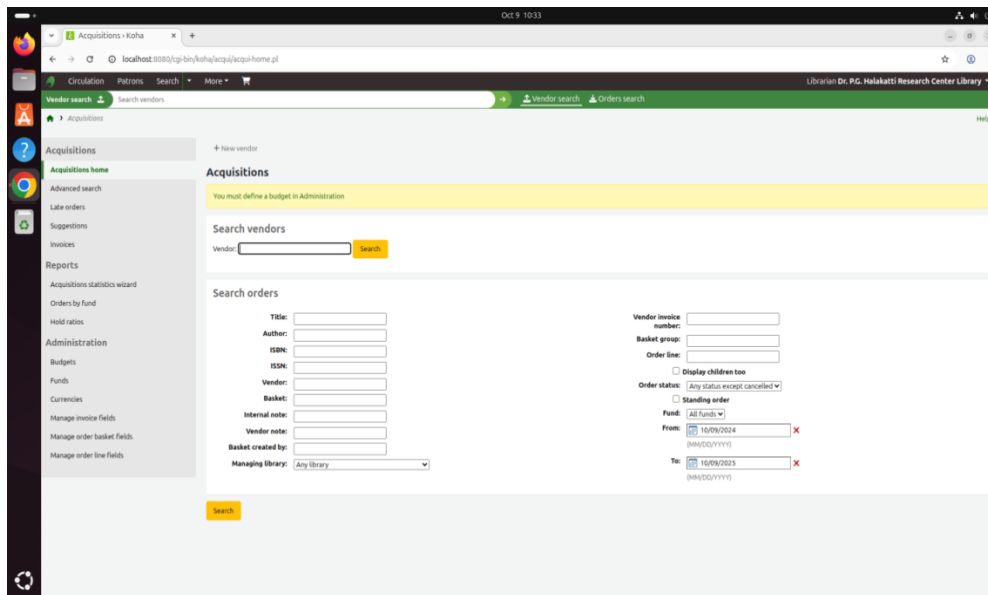 Oct 9 10:33
Acquisitions › Koha
localhost:8080/cgi-bin/koha/acqui/acqui-home.pl
Circulation Patrons Search More
Librarian Dr. P.G. Halakatti Research Center Library
Vendor search Search vendors Vendor search Orders search
Acquisitions
Help
Acquisitions
Acquisitions home
Advanced search
Late orders
Suggestions
Invoices
Reports
Acquisitions statistics wizard
Orders by fund
Hold ratios
Administration
Budgets
Funds
Currencies
Manage invoice fields
Manage order basket fields
Manage order line fields
+ New vendor
Acquisitions
You must define a budget in Administration
Search vendors
Vendor: Search
Search orders
Title:
Author:
ISBN:
ISSN:
Vendor:
Basket:
Internal note:
Vendor note:
Basket created by:
Managing library: Any library
Vendor invoice
number:
Basket group:
Order line:
Display children too
Order status: Any status except cancelled
Standing order
Fund: All funds
From: 10/09/2024
(MM/DD/YYYY)
To: 10/09/2025
(MM/DD/YYYY)
Search